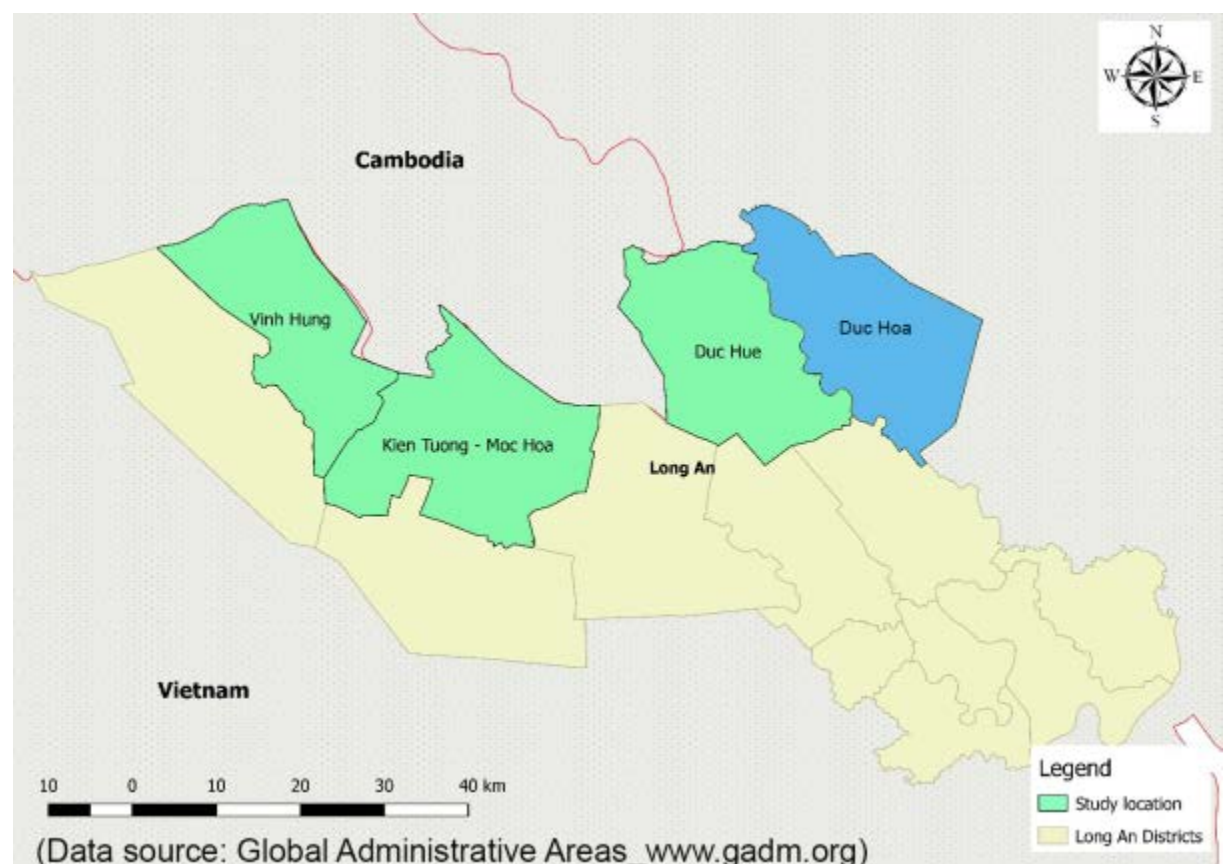 N
W E
S
Cambodia
Vinh Hung
Duc Hoa
Duc Hue
Kien Tuong - Moc Hoa
Long An
Vietnam
10 0 10 20 30 40 km
Legend
Study location
Long An Districts
(Data source: Global Administrative Areas_www.gadm.org)